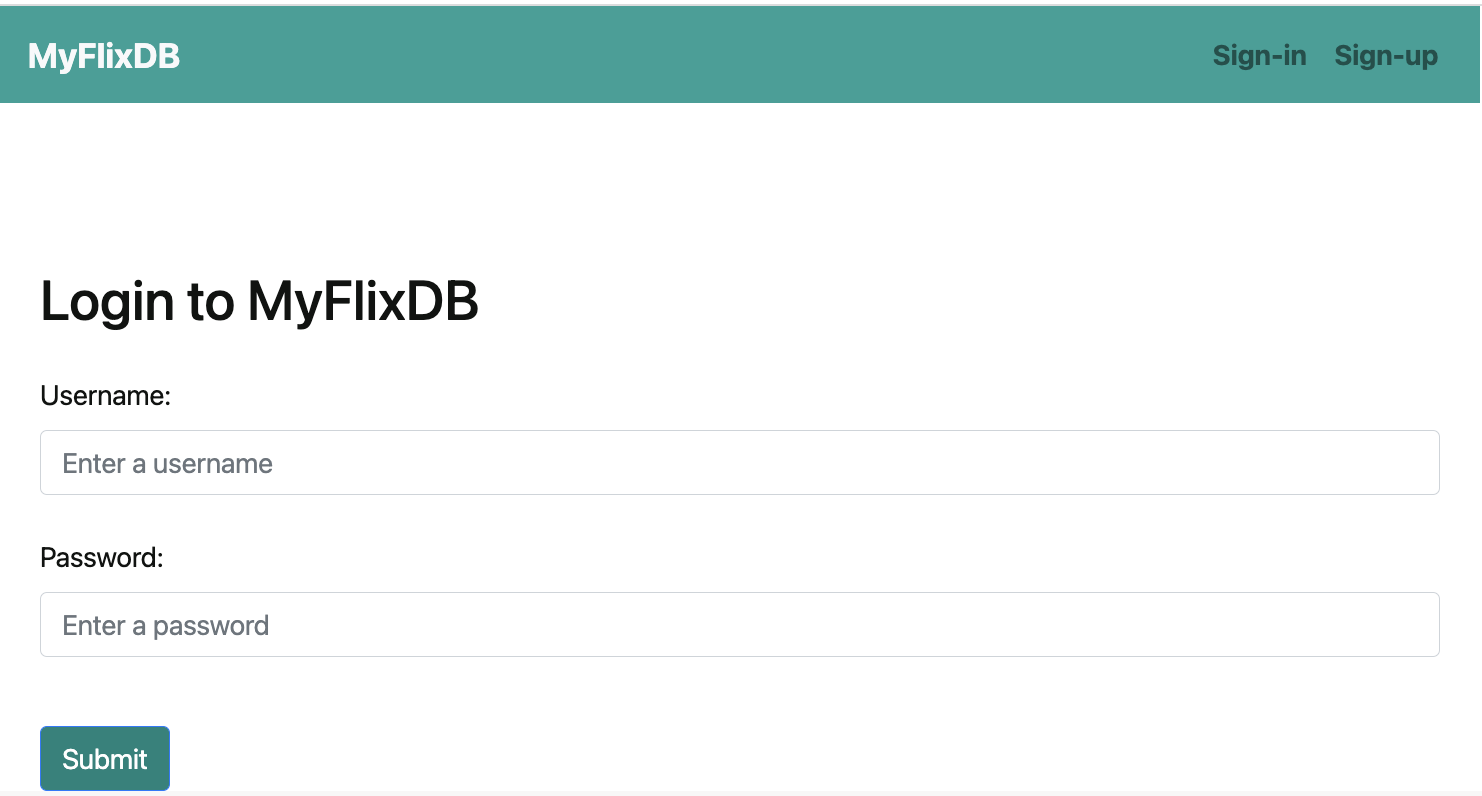 MyFlixDB Sign-in Sign-up
Login to MyFlixDB
Username:
Enter a username
Password:
Enter a password
Submit